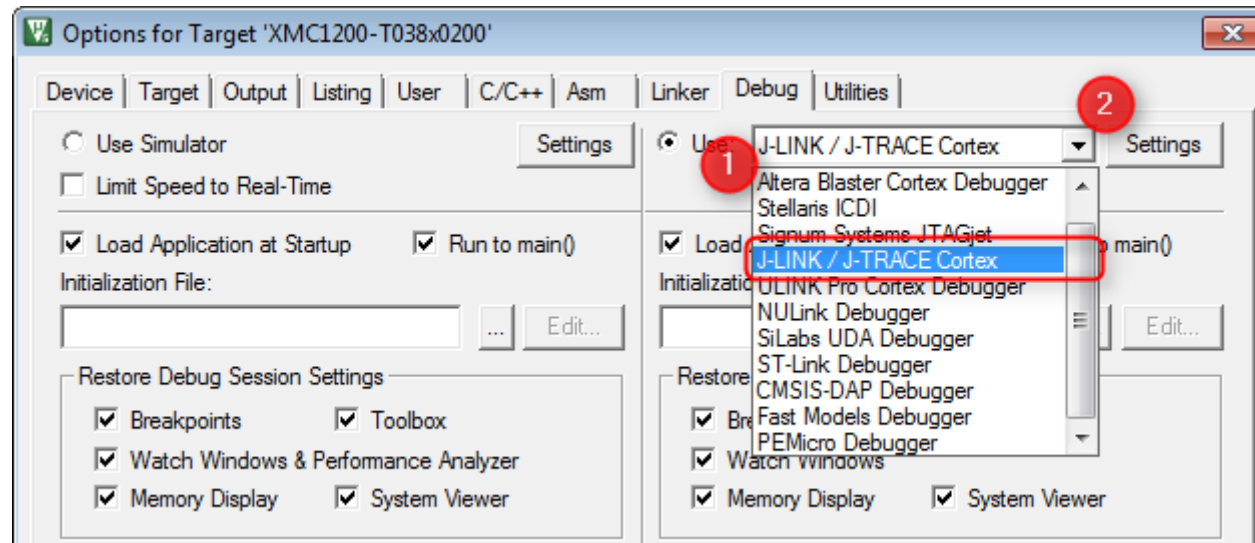 Options for Target 'XMC1200-T038x0200'
Device Target Output Listing User C/C++ Asm Linker Debug Utilities
2
Use Simulator Settings Use: J-LINK / J-TRACE Cortex Settings
1
Limit Speed to Real-Time
Altera Blaster Cortex Debugger
Stellaris ICDI
Signum Systems JTAGjet
Load Application at Startup Run to main() Load main()
J-LINK / J-TRACE Cortex
Initialization File:
ULINK Pro Cortex Debugger
NULink Debugger
... Edit... Edit...
SiLabs UDA Debugger
ST-Link Debugger
Restore Debug Session Settings Restore
CMSIS-DAP Debugger
Breakpoints Toolbox
Fast Models Debugger
PEMicro Debugger
Watch Windows & Performance Analyzer Watch Windows
Memory Display System Viewer Memory Display System Viewer